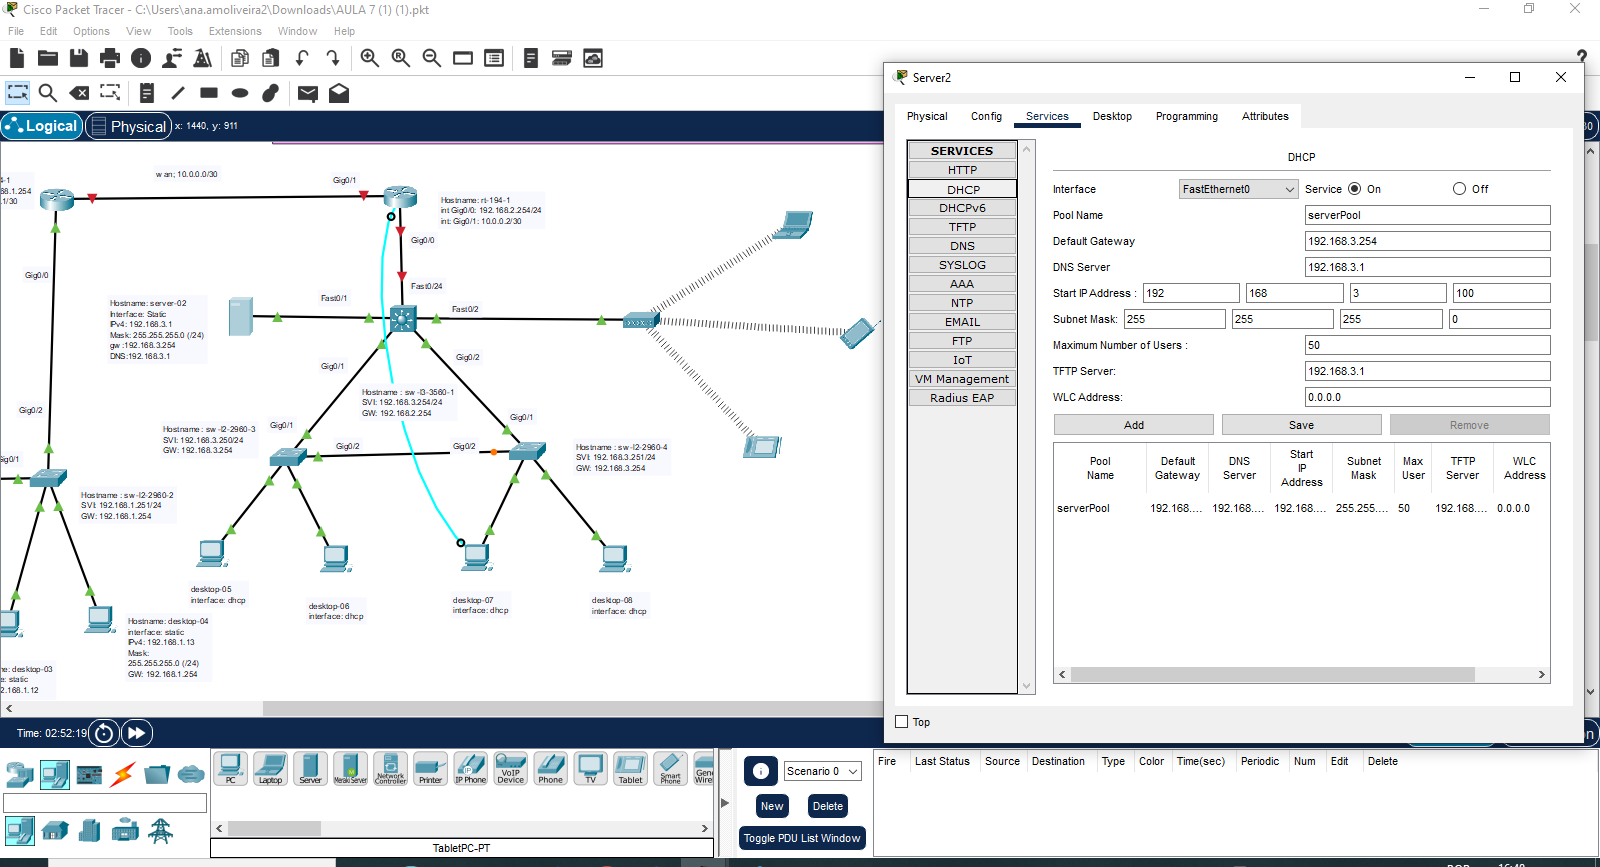 Cisco Packet Tracer - C:\Users\ana.amoliveira2\Downloads\AULA 7 (1) (1).pkt
File Edit Options View Tools Extensions Window Help
Logical Physical x: 1440, y: 911
wan; 10.0.0.0/30
Gig0/1
Hostname: rt-194-1
int Gig0/0: 192.168.2.254/24
int: Gig0/1: 10.0.0.2/30
Gig0/0
Gig0/0
Fast0/24
Fast0/1
Fast0/2
Hostname: server-02
Interface: Static
IPv4: 192.168.3.1
Mask: 255.255.255.0 (/24)
gw :192.168.3.254
DNS:192.168.3.1
Gig0/1
Gig0/2
Hostname : sw-l3-3560-1
SVI: 192.168.3.254/24
GW: 192.168.2.254
Gig0/2
Gig0/1
Gig0/1
Hostname : sw-l2-2960-3
SVI: 192.168.3.250/24
GW: 192.168.3.254
Gig0/2
Gig0/2
Hostname : sw-l2-2960-4
SVI: 192.168.3.251/24
GW: 192.168.3.254
Hostname : sw-l2-2960-2
SVI: 192.168.1.251/24
GW: 192.168.1.254
desktop-05
interface: dhcp
desktop-06
interface: dhcp
desktop-07
interface: dhcp
desktop-08
interface: dhcp
Hostname: desktop-04
interface: static
IPv4: 192.168.1.13
Mask:
255.255.255.0 (/24)
GW: 192.168.1.254
Server2
Physical Config Services Desktop Programming Attributes
SERVICES
HTTP
DHCP
DHCPv6
TFTP
DNS
SYSLOG
AAA
NTP
EMAIL
FTP
IoT
VM Management
Radius EAP
DHCP
Interface FastEthernet0 Service On Off
Pool Name serverPool
Default Gateway 192.168.3.254
DNS Server 192.168.3.1
Start IP Address : 192 168 3 100
Subnet Mask: 255 255 255 0
Maximum Number of Users : 50
TFTP Server: 192.168.3.1
WLC Address: 0.0.0.0
Add Save Remove
Pool Name Default Gateway DNS Server Start IP Address Subnet Mask Max User TFTP Server WLC Address
serverPool 192.168.... 192.168.... 192.168.... 255.255.... 50 192.168.... 0.0.0.0
Top
Time: 02:52:19
PC Laptop Server Meraki Server Network Controller Printer IP Phone VoIP Device Phone TV Tablet Smart Phone
TabletPC-PT
Scenario 0
New Delete
Toggle PDU List Window
Fire Last Status Source Destination Type Color Time(sec) Periodic Num Edit Delete